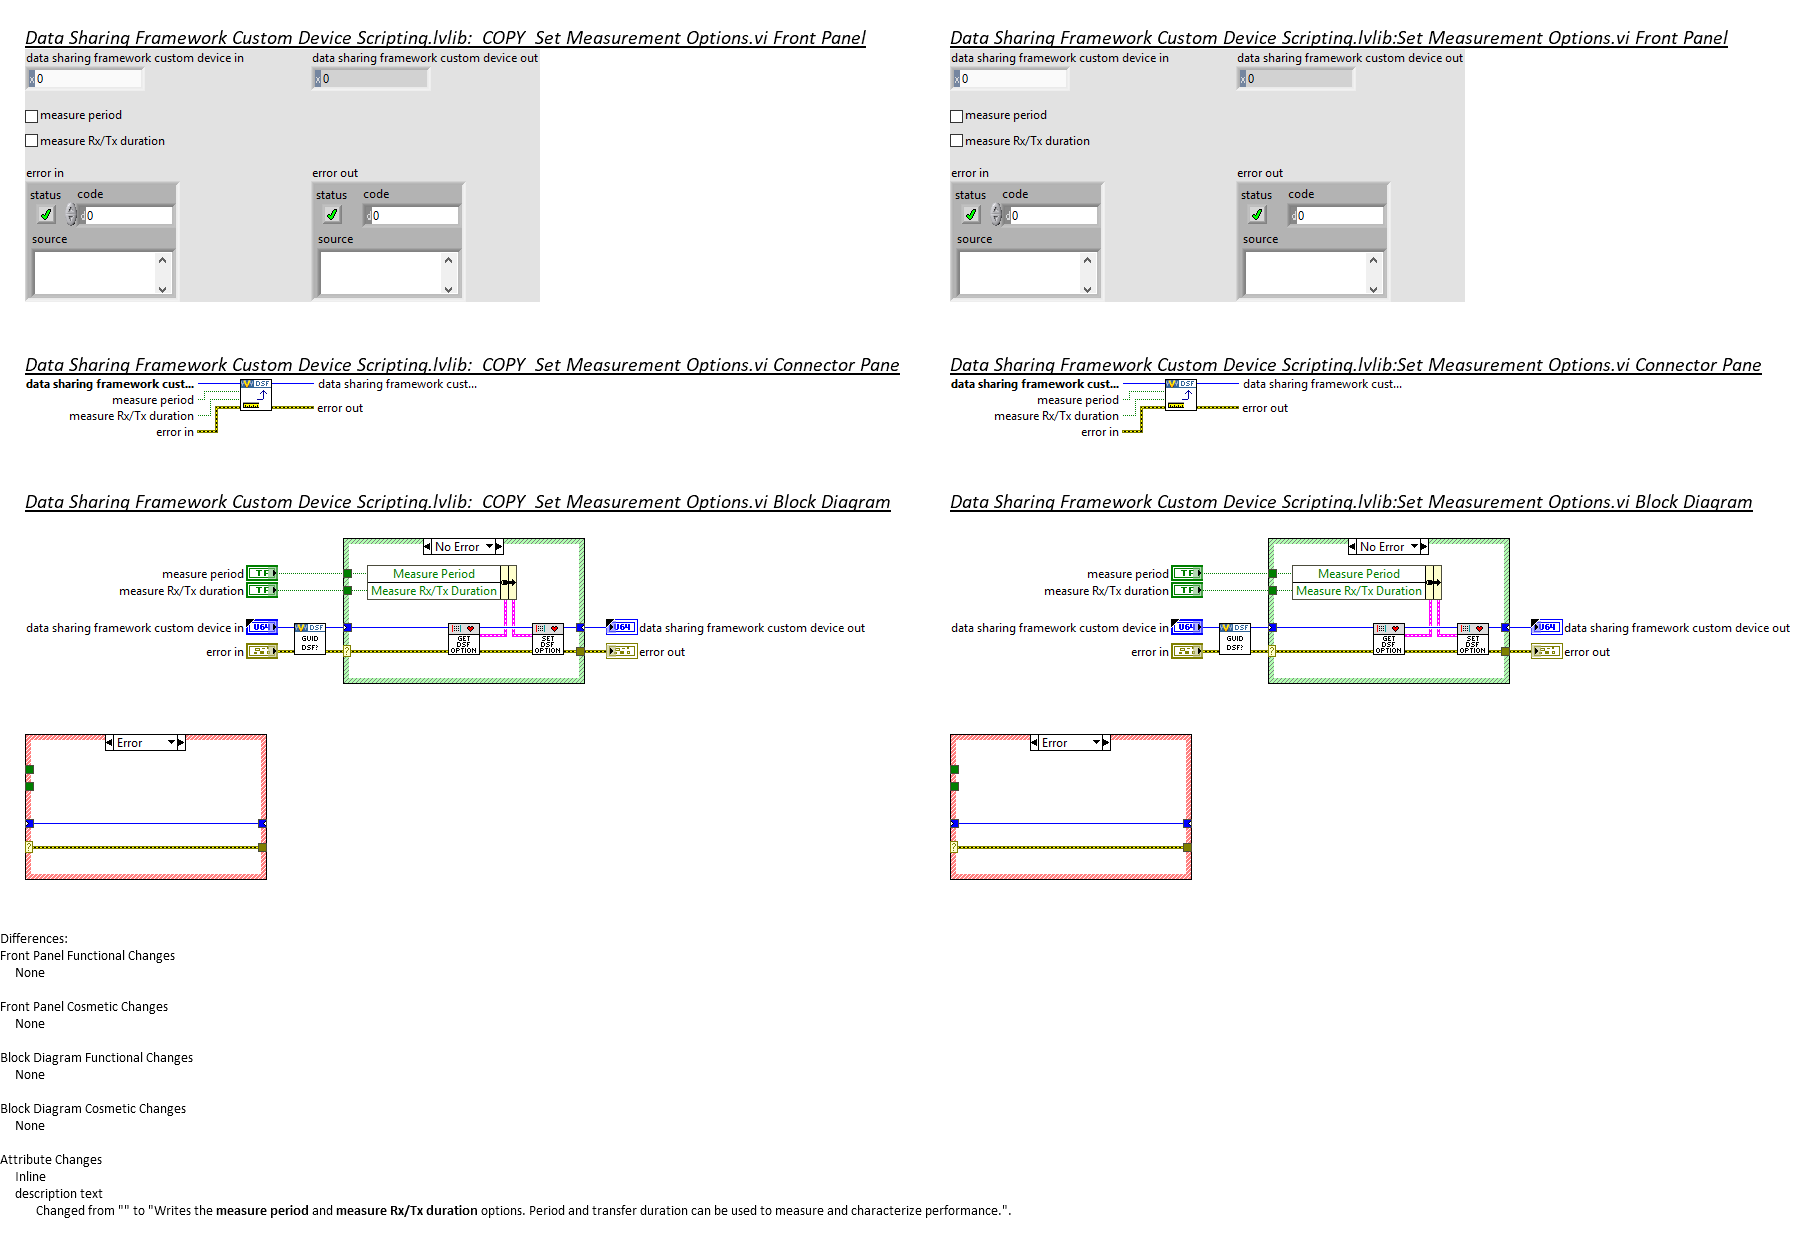 Data Sharing Framework Custom Device Scripting.lvlib:_COPY_Set Measurement Options.vi Front Panel
data sharing framework custom device in
data sharing framework custom device out
x 0
x 0
measure period
measure Rx/Tx duration
error in
error out
status code
status code
d 0
d 0
source
source
Data Sharing Framework Custom Device Scripting.lvlib:Set Measurement Options.vi Front Panel
data sharing framework custom device in
data sharing framework custom device out
x 0
x 0
measure period
measure Rx/Tx duration
error in
error out
status code
status code
d 0
d 0
source
source
Data Sharing Framework Custom Device Scripting.lvlib:_COPY_Set Measurement Options.vi Connector Pane
data sharing framework cust...
DSF
data sharing framework cust...
measure period
measure Rx/Tx duration
error out
error in
Data Sharing Framework Custom Device Scripting.lvlib:Set Measurement Options.vi Connector Pane
data sharing framework cust...
DSF
data sharing framework cust...
measure period
measure Rx/Tx duration
error out
error in
Data Sharing Framework Custom Device Scripting.lvlib:_COPY_Set Measurement Options.vi Block Diagram
No Error
measure period TF
Measure Period
measure Rx/Tx duration TF
Measure Rx/Tx Duration
data sharing framework custom device in U64
DSF
GUID
DSF?
GET
DSF
OPTION
SET
DSF
OPTION
U64 data sharing framework custom device out
error in
?
error out
Error
?
Data Sharing Framework Custom Device Scripting.lvlib:Set Measurement Options.vi Block Diagram
No Error
measure period TF
Measure Period
measure Rx/Tx duration TF
Measure Rx/Tx Duration
data sharing framework custom device in U64
DSF
GUID
DSF?
GET
DSF
OPTION
SET
DSF
OPTION
U64 data sharing framework custom device out
error in
?
error out
Error
?
Differences:
Front Panel Functional Changes
None
Front Panel Cosmetic Changes
None
Block Diagram Functional Changes
None
Block Diagram Cosmetic Changes
None
Attribute Changes
Inline
description text
Changed from "" to "Writes the measure period and measure Rx/Tx duration options. Period and transfer duration can be used to measure and characterize performance.".